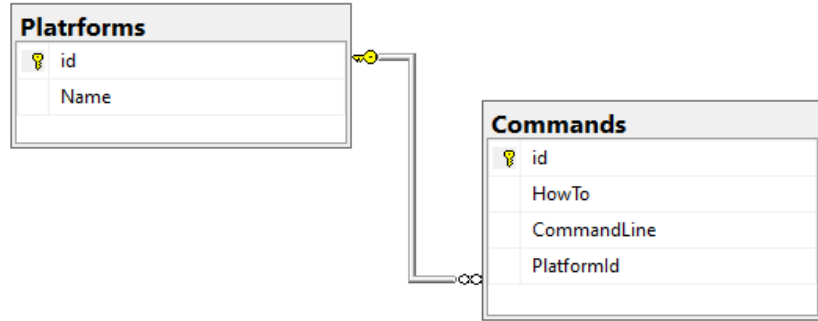 Platrforms
id
Name
Commands
id
HowTo
CommandLine
PlatformId